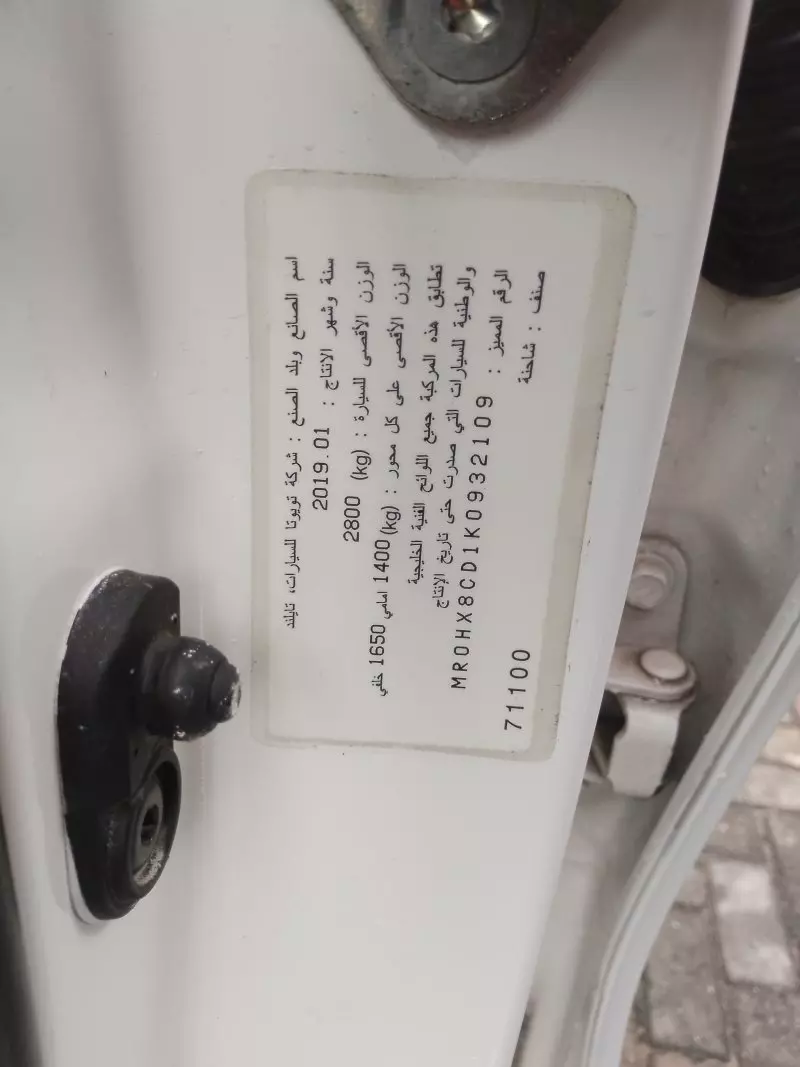 اسم الصانع وبلد الصنع : شركة تويوتا للسيارات، تايلند
سنة وشهر الانتاج :
2019.01
الوزن الأقصى للسيارة :
2800 (kg)
الوزن الأقصى على كل محور :
(kg) 1400 امامي 1650 خلفي
تطابق هذه المركبة جميع اللوائح الفنية الخليجية
والوطنية للسيارات التي صدرت حتى تاريخ الإنتاج
الرقم المميز :
MR0HX8CD1K0932109
صنف : شاحنة
71100